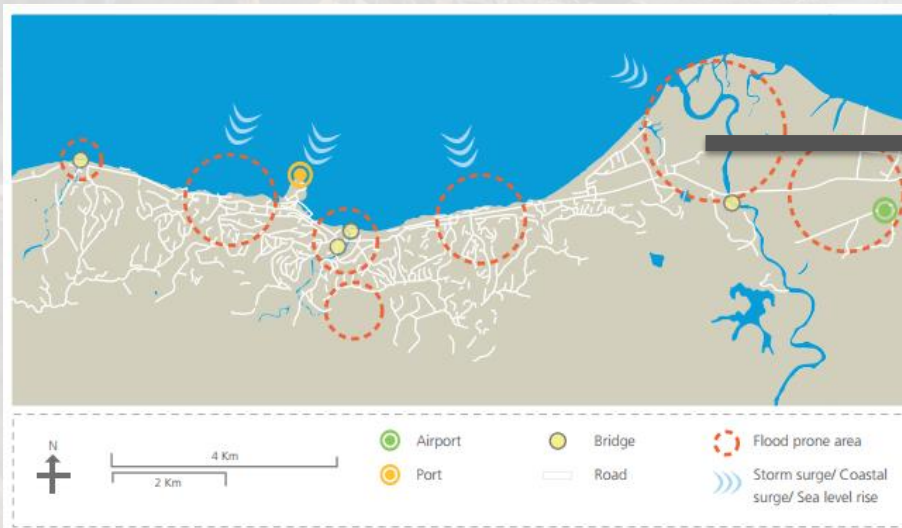 N
4 Km
2 Km
Airport
Port
Bridge
Road
Flood prone area
Storm surge/ Coastal
surge/ Sea level rise